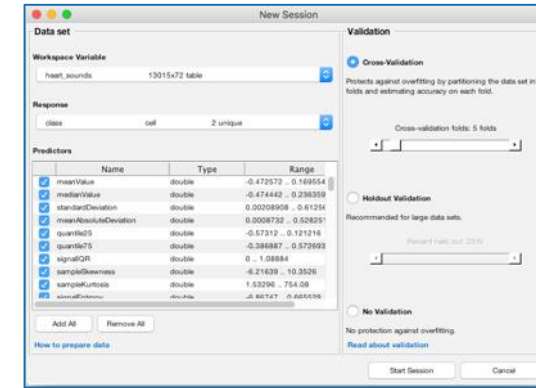 New Session
Data set
Workspace Variable
heart_sounds 13015x72 table
Response
class cell 2 unique
Predictors
Name Type Range
meanValue double -0.472572 .. 0.169554
medianValue double -0.474442 .. 0.236359
standardDeviation double 0.00208908 .. 0.6125
meanAbsoluteDeviation double 0.0008732 .. 0.52825
quantile25 double -0.57312 .. 0.121216
quantile75 double -0.386887 .. 0.572693
signalIQR double 0 .. 1.08884
sampleSkewness double -6.21639 .. 10.3526
sampleKurtosis double 1.53296 .. 754.08
signalEntropy double
Add All Remove All
How to prepare data
Validation
Cross-Validation
Protects against overfitting by partitioning the data set in
folds and estimating accuracy on each fold.
Cross-validation folds: 5 folds
Holdout Validation
Recommended for large data sets.
Percent held out: 25%
No Validation
No protection against overfitting.
Read about validation
Start Session Cancel